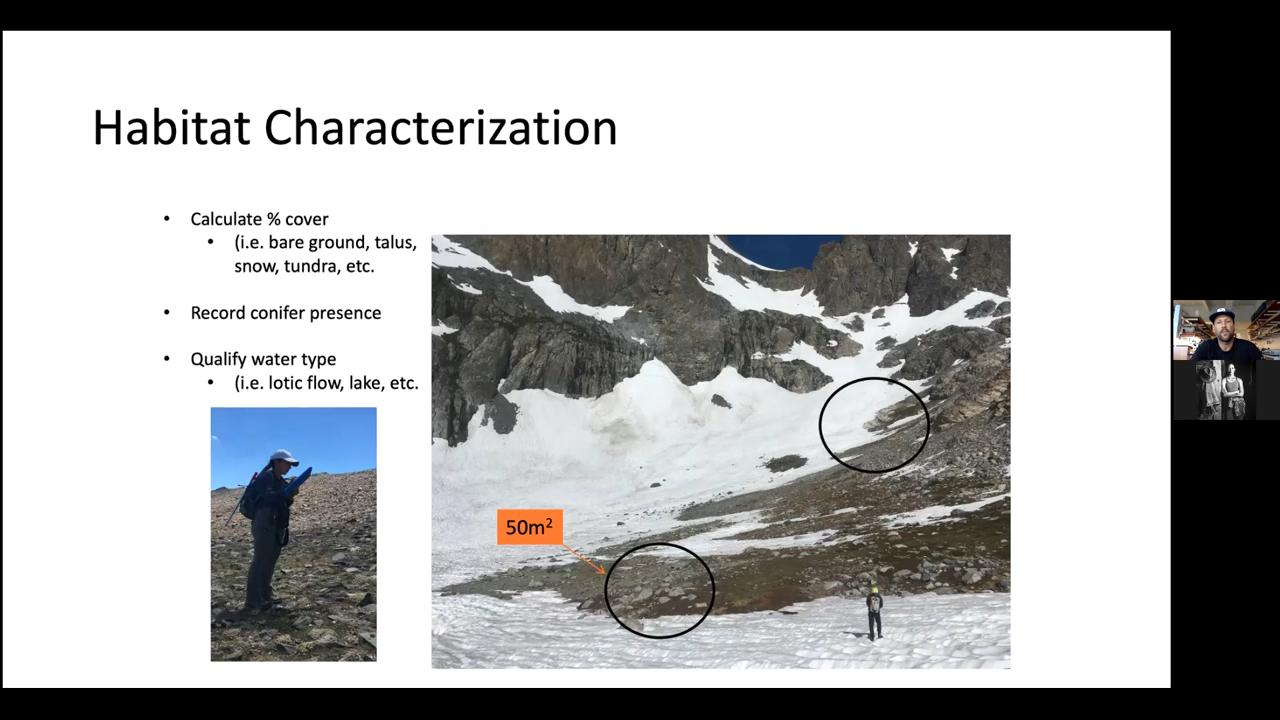 Habitat Characterization
• Calculate % cover
• (i.e. bare ground, talus,
snow, tundra, etc.
• Record conifer presence
• Qualify water type
• (i.e. lotic flow, lake, etc.
50m²